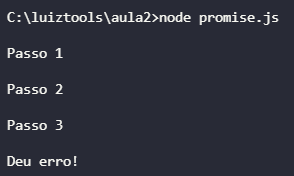 C:\luiztools\aula2>node promise.js
Passo 1
Passo 2
Passo 3
Deu erro!